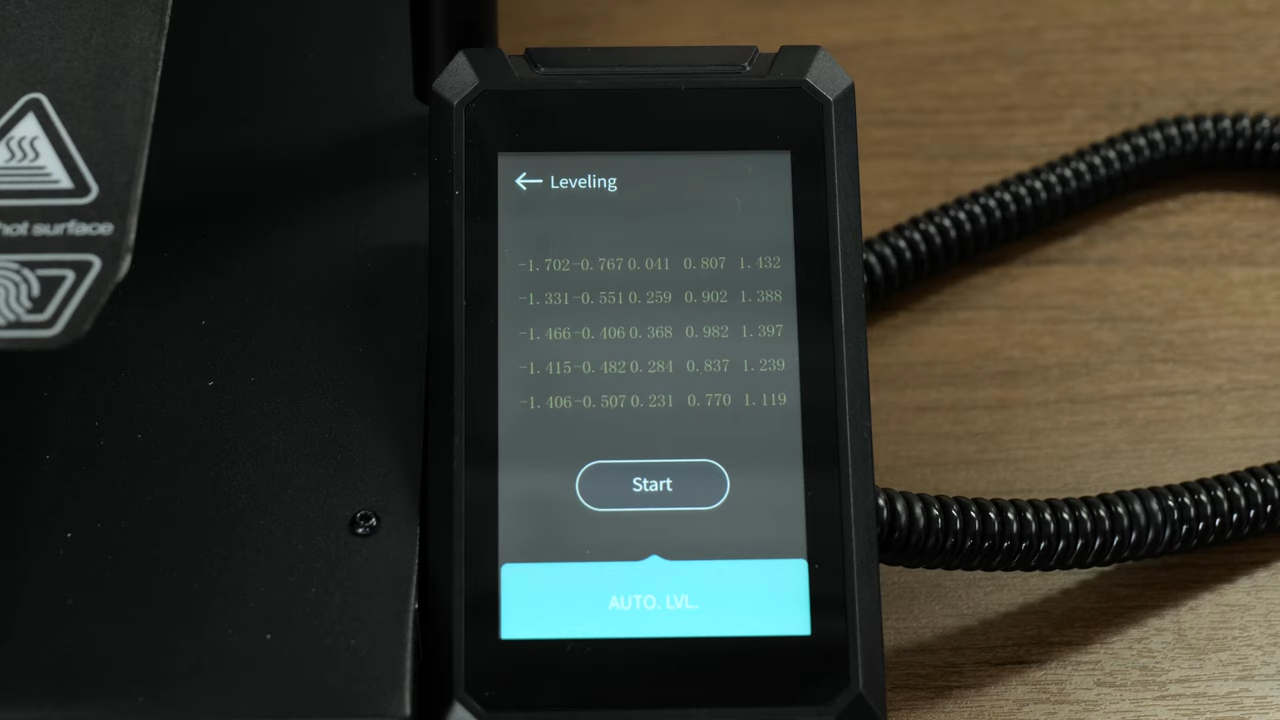 ← Leveling
-1.702 -0.767 0.041 0.807 1.432
-1.331 -0.551 0.259 0.902 1.388
-1.466 -0.406 0.368 0.982 1.397
-1.415 -0.482 0.284 0.837 1.239
-1.406 -0.507 0.231 0.770 1.119
Start
AUTO. LVL.
hot surface